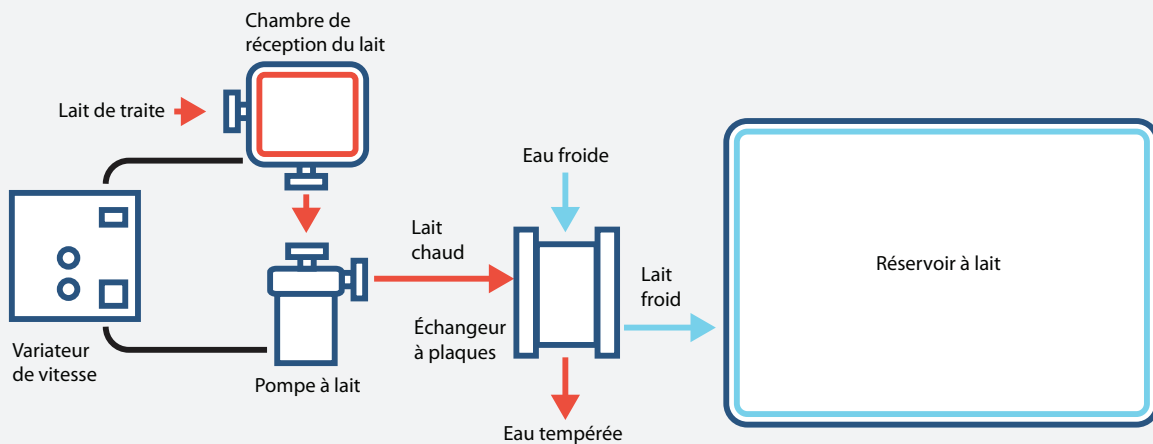 Chambre de
réception du lait
Lait de traite
Eau froide
Lait
chaud
Réservoir à lait
Lait
froid
Échangeur
à plaques
Variateur
de vitesse
Pompe à lait
Eau tempérée